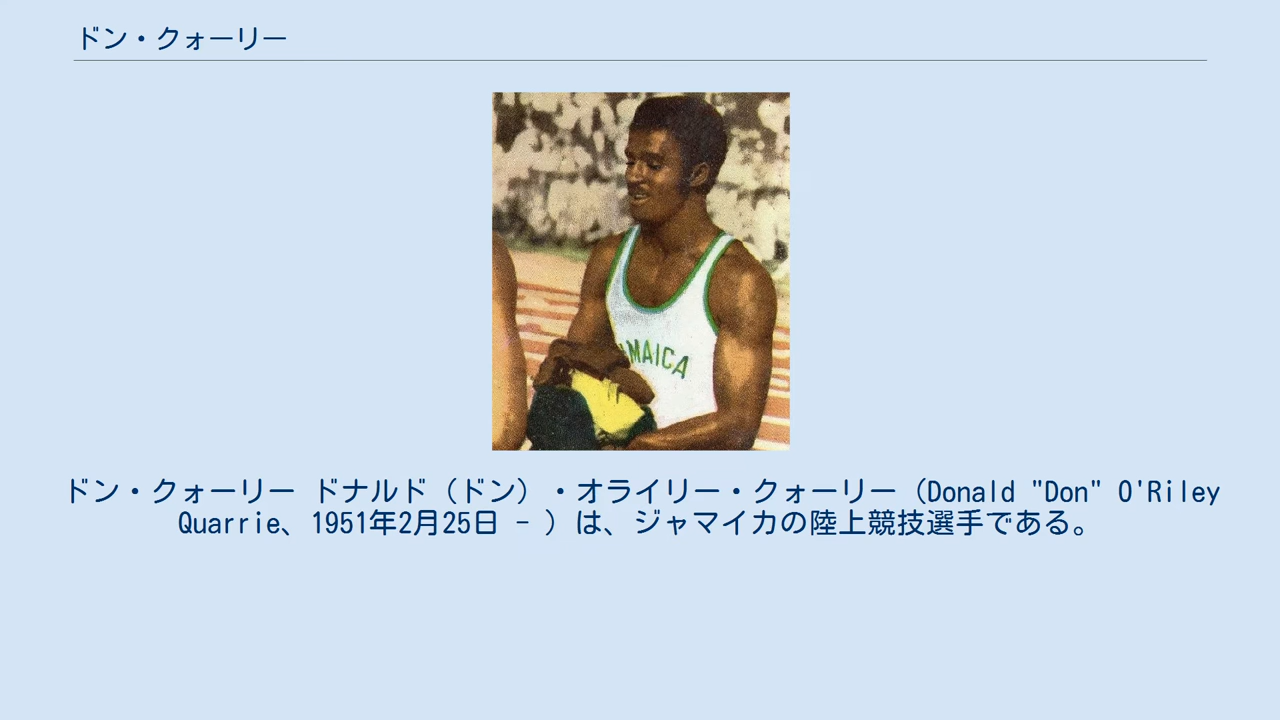 ドン・クォーリー
AMAICA
ドン・クォーリー ドナルド（ドン）・オライリー・クォーリー（Donald "Don" O'Riley
Quarrie、1951年2月25日 - ）は、ジャマイカの陸上競技選手である。